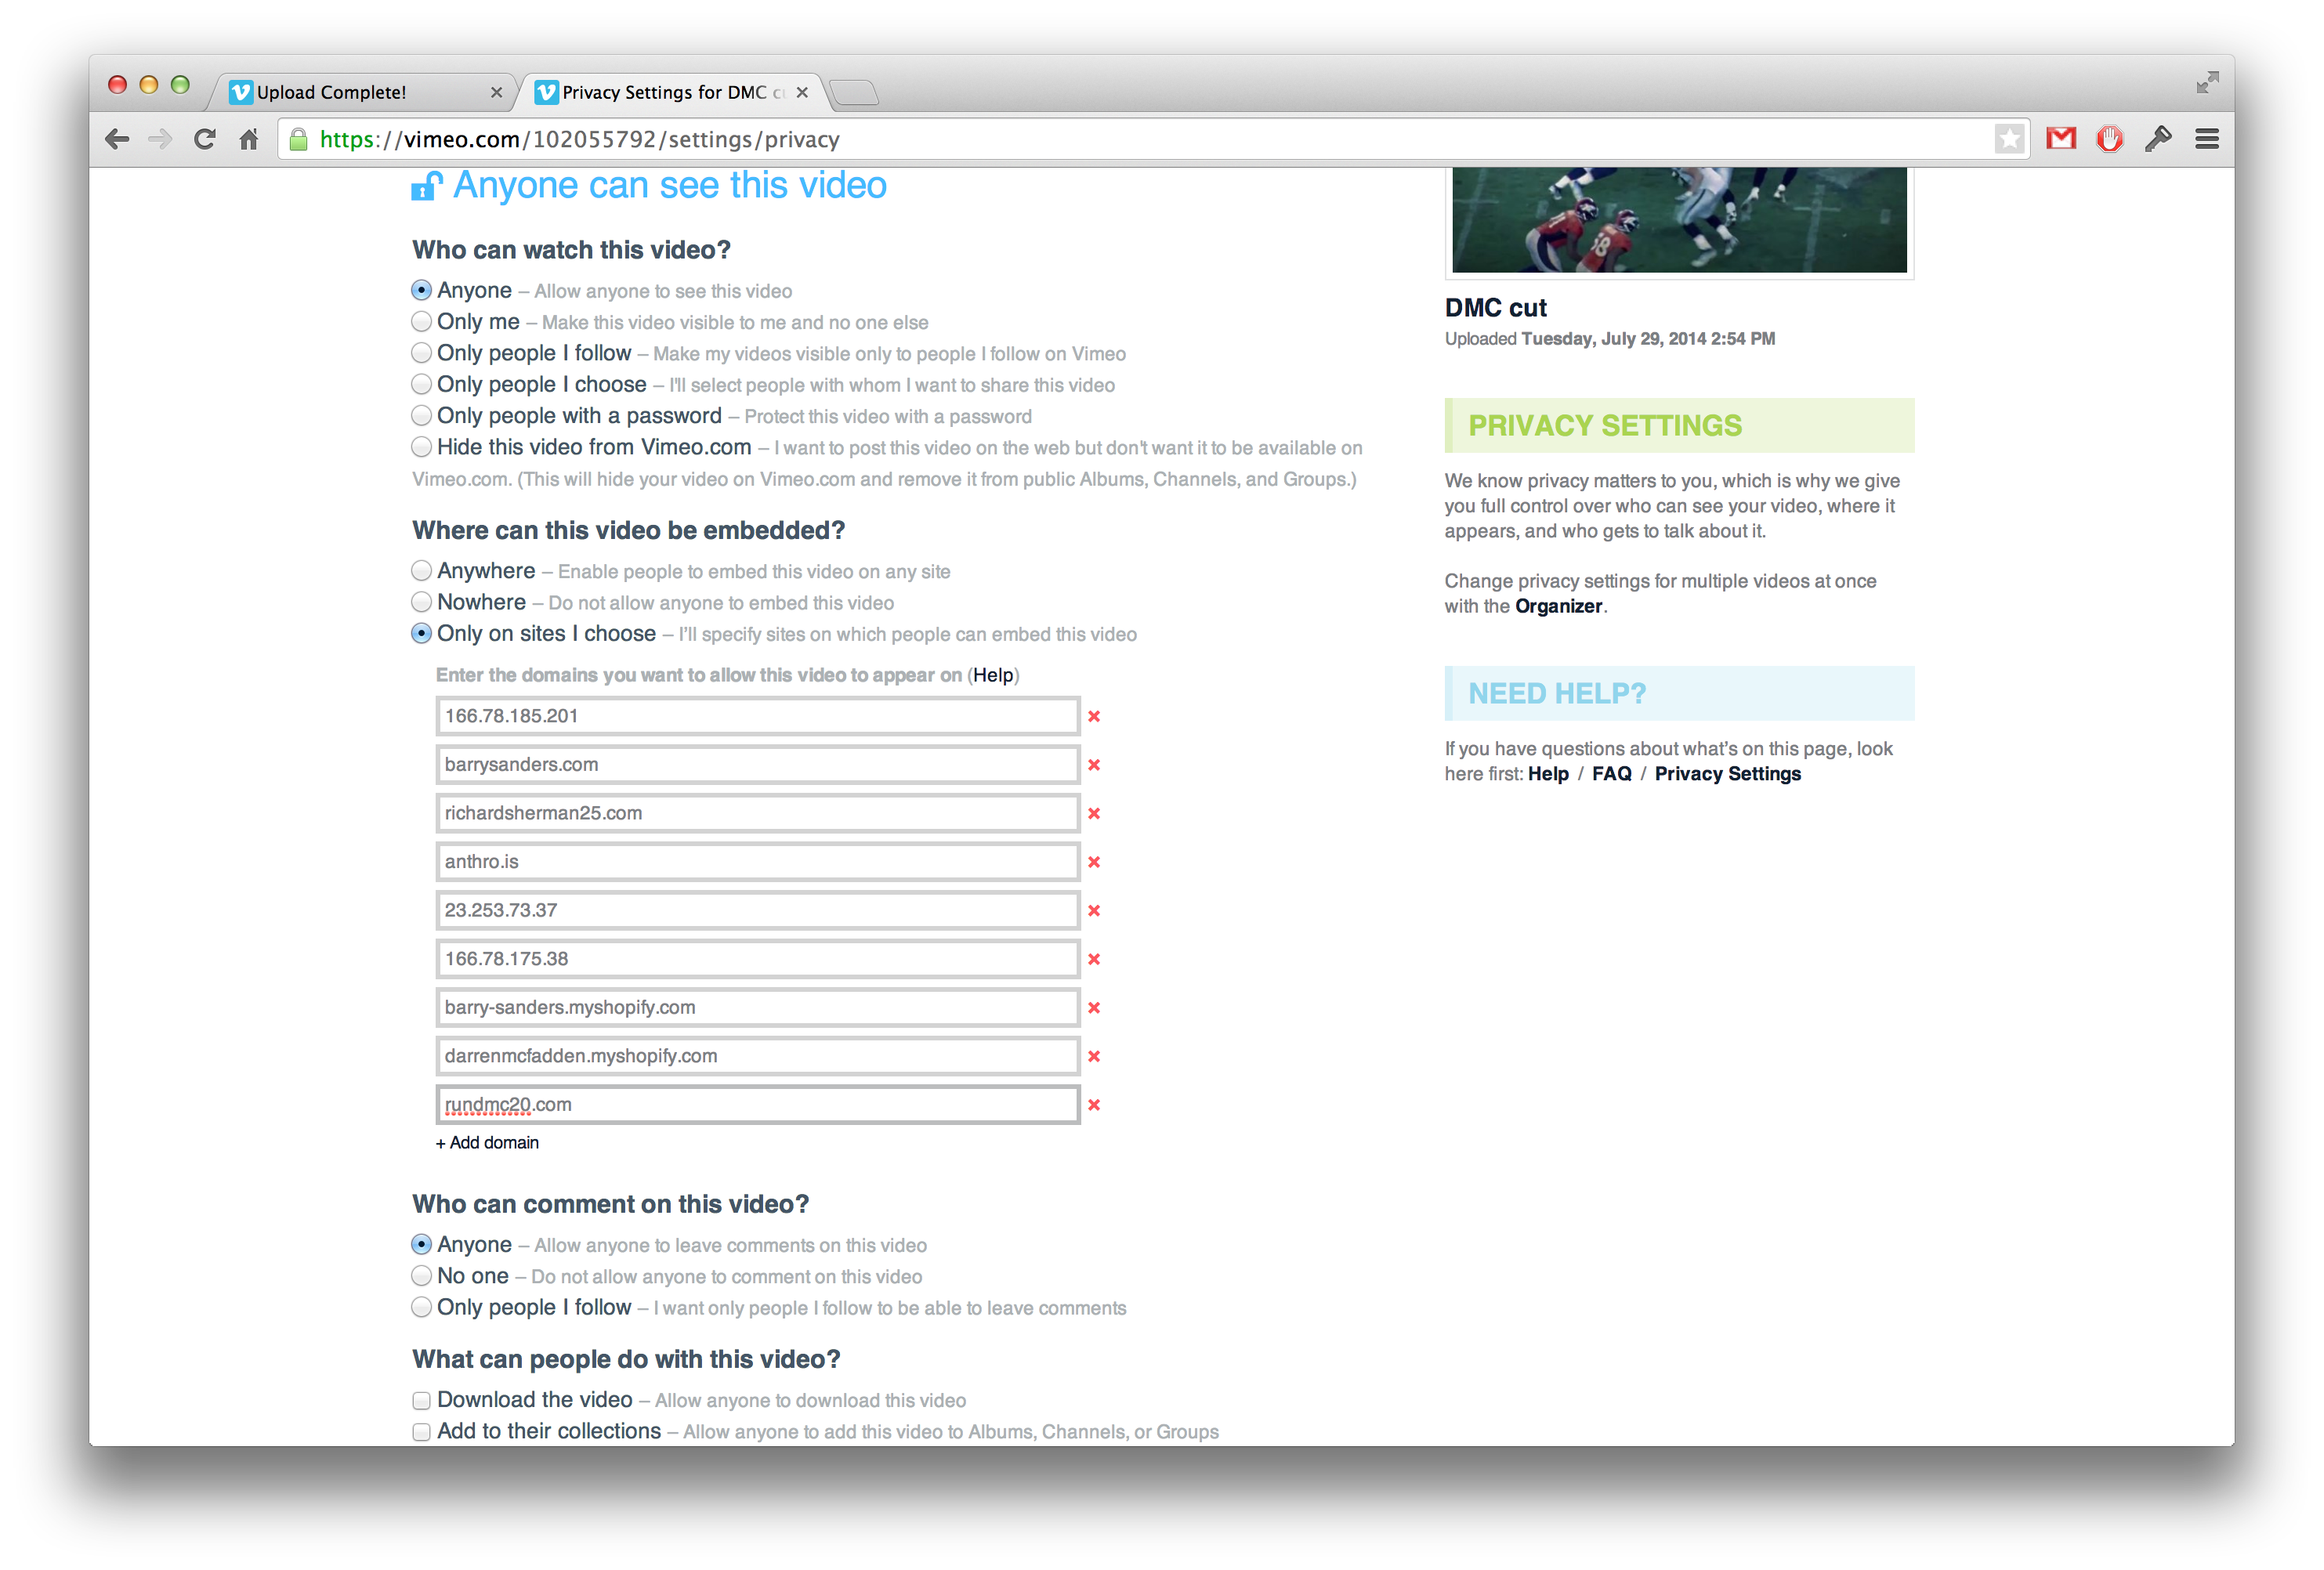 Upload Complete!
Privacy Settings for DMC
https://vimeo.com/102055792/settings/privacy
Anyone can see this video
Who can watch this video?
Anyone – Allow anyone to see this video
Only me – Make this video visible to me and no one else
Only people I follow – Make my videos visible only to people I follow on Vimeo
Only people I choose – I'll select people with whom I want to share this video
Only people with a password – Protect this video with a password
Hide this video from Vimeo.com – I want to post this video on the web but don't want it to be available on
Vimeo.com. (This will hide your video on Vimeo.com and remove it from public Albums, Channels, and Groups.)
Where can this video be embedded?
Anywhere – Enable people to embed this video on any site
Nowhere – Do not allow anyone to embed this video
Only on sites I choose – I'll specify sites on which people can embed this video
Enter the domains you want to allow this video to appear on (Help)
166.78.185.201
barrysanders.com
richardsherman25.com
anthro.is
23.253.73.37
166.78.175.38
barry-sanders.myshopify.com
darrenmcfadden.myshopify.com
rundmc20.com
+ Add domain
Who can comment on this video?
Anyone – Allow anyone to leave comments on this video
No one – Do not allow anyone to comment on this video
Only people I follow – I want only people I follow to be able to leave comments
What can people do with this video?
Download the video – Allow anyone to download this video
Add to their collections – Allow anyone to add this video to Albums, Channels, or Groups
DMC cut
Uploaded Tuesday, July 29, 2014 2:54 PM
PRIVACY SETTINGS
We know privacy matters to you, which is why we give
you full control over who can see your video, where it
appears, and who gets to talk about it.
Change privacy settings for multiple videos at once
with the Organizer.
NEED HELP?
If you have questions about what's on this page, look
here first: Help / FAQ / Privacy Settings